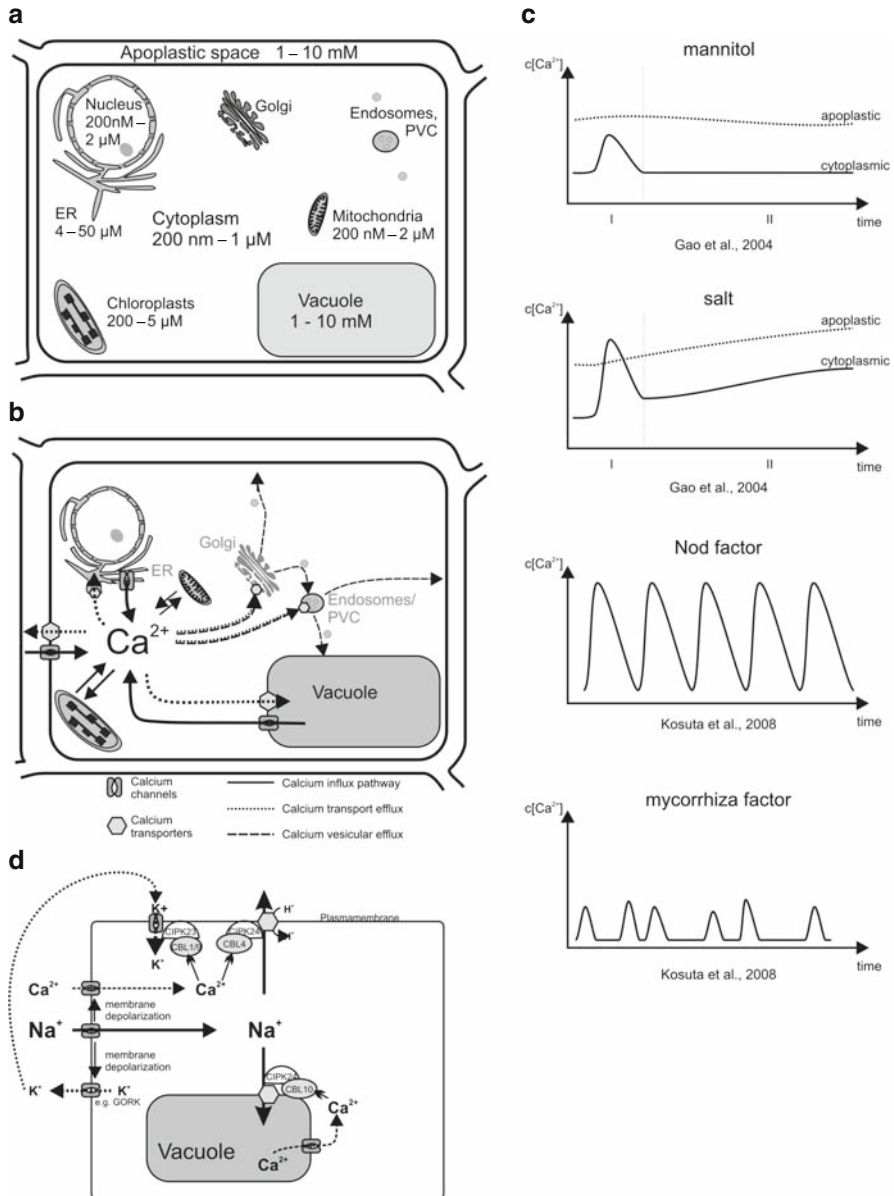 a
Apoplastic space 1 – 10 mM
Nucleus
200nM –
2 µM
Golgi
Endosomes,
PVC
ER
4 – 50 µM
Cytoplasm
200 nm – 1 µM
Mitochondria
200 nM – 2 µM
Chloroplasts
200 – 5 µM
Vacuole
1 - 10 mM
b
Golgi
ER
Ca²⁺
Endosomes/
PVC
Vacuole
Calcium
channels
Calcium
transporters
Calcium influx pathway
Calcium transport efflux
Calcium vesicular efflux
c
mannitol
c[Ca²⁺]
apoplastic
cytoplasmic
I
II
time
Gao et al., 2004
salt
c[Ca²⁺]
apoplastic
cytoplasmic
I
II
time
Gao et al., 2004
Nod factor
c[Ca²⁺]
time
Kosuta et al., 2008
mycorrhiza factor
c[Ca²⁺]
time
Kosuta et al., 2008
d
K+
H⁺
Plasmamembrane
CIPK23
CIPK24
H⁺
K⁺
CBL1/9
CBL4
Ca²⁺
Ca²⁺
membrane
depolarization
Na⁺
Na⁺
membrane
depolarization
K⁺
K⁺
e.g. GORK
CIPK24
CBL10
Ca²⁺
Vacuole
Ca²⁺